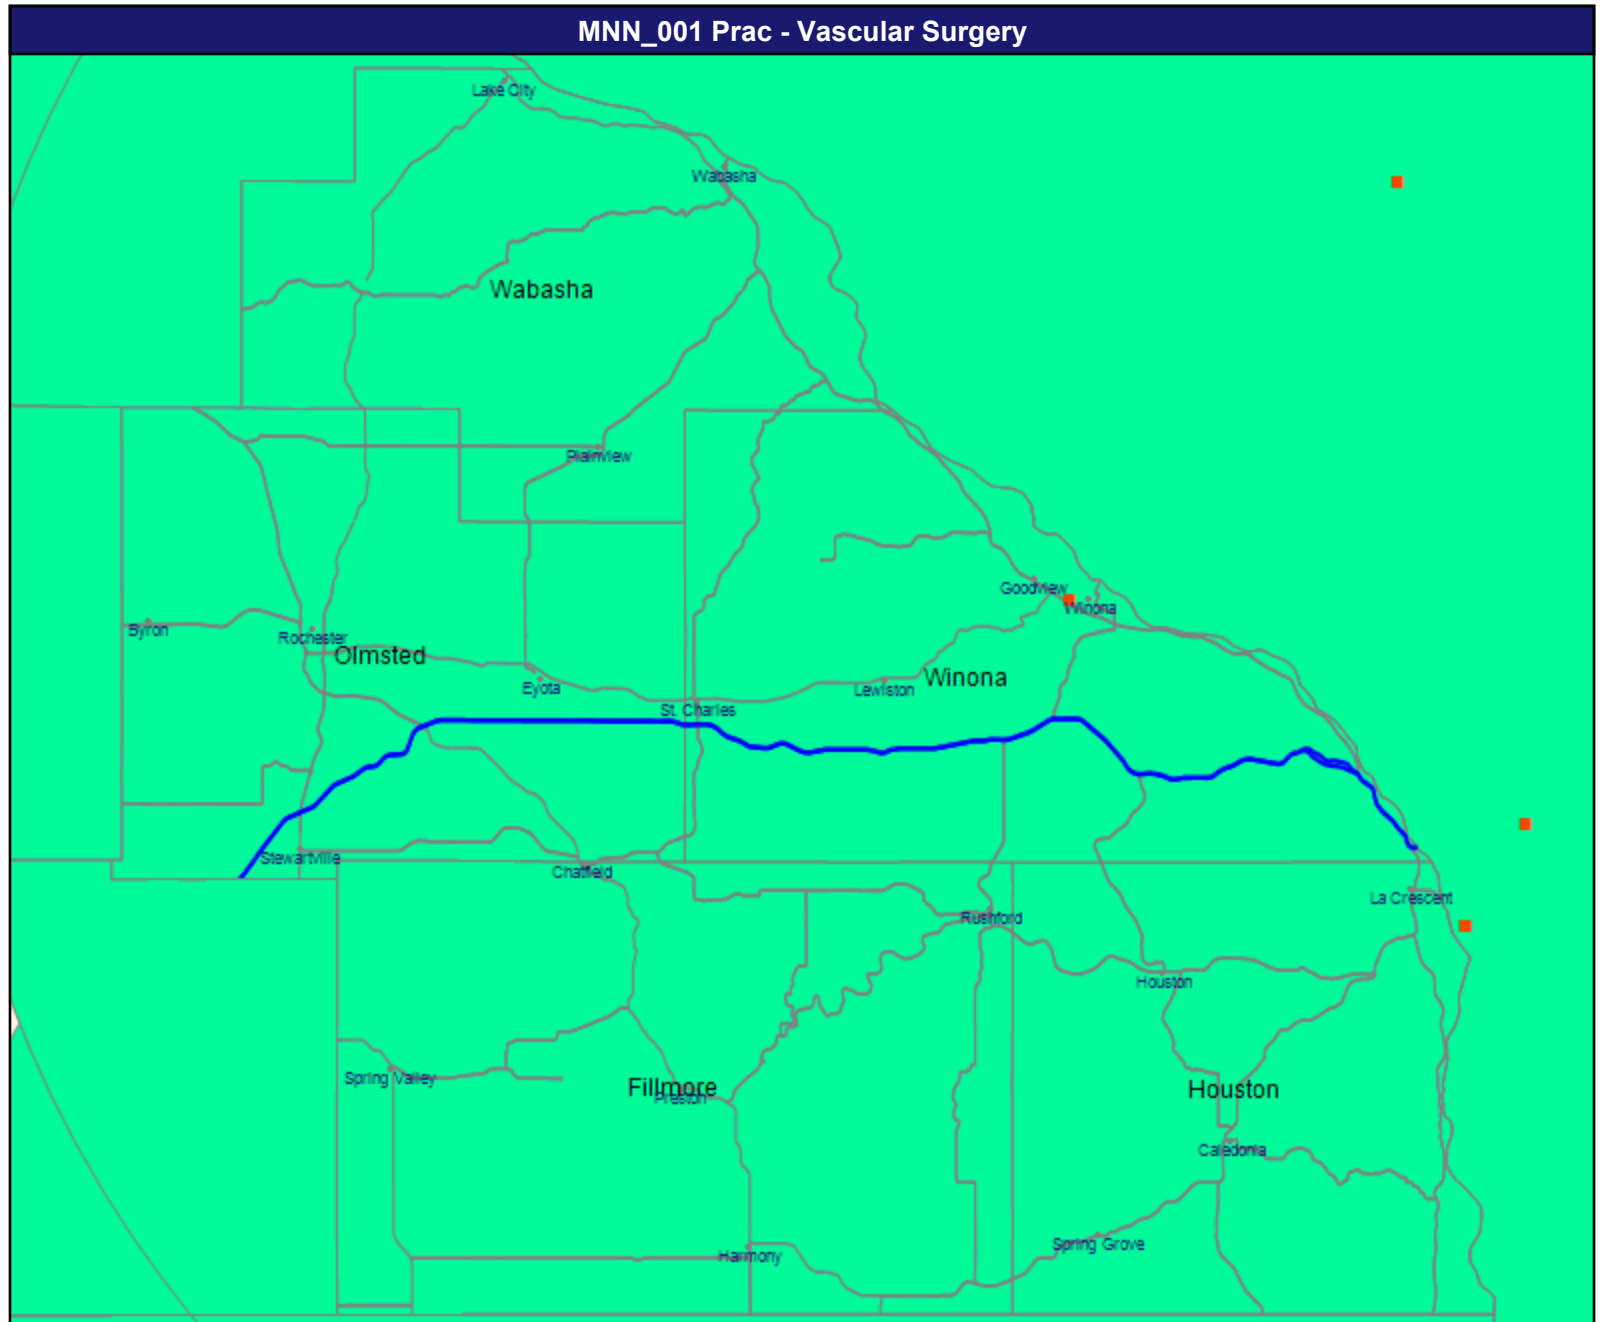 MNN_001 Prac - Vascular Surgery
Lake City
Wabasha
Wabasha
Plainview
Goodview
Winona
Byron
Rochester
Olmsted
Eyota
Lewiston
Winona
St. Charles
Stewartville
Chatfield
La Crescent
Rushford
Houston
Spring Valley
Fillmore
Preston
Houston
Caledonia
Spring Grove
Harmony